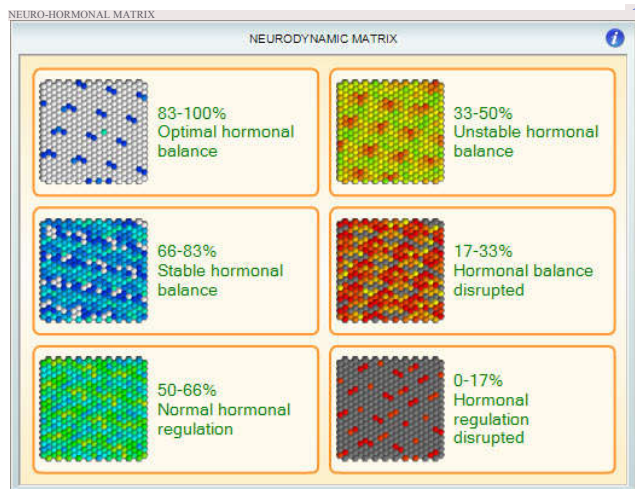 NEURO-HORMONAL MATRIX
NEURODYNAMIC MATRIX
i
83-100%
Optimal hormonal
balance
33-50%
Unstable hormonal
balance
66-83%
Stable hormonal
balance
17-33%
Hormonal balance
disrupted
50-66%
Normal hormonal
regulation
0-17%
Hormonal
regulation
disrupted